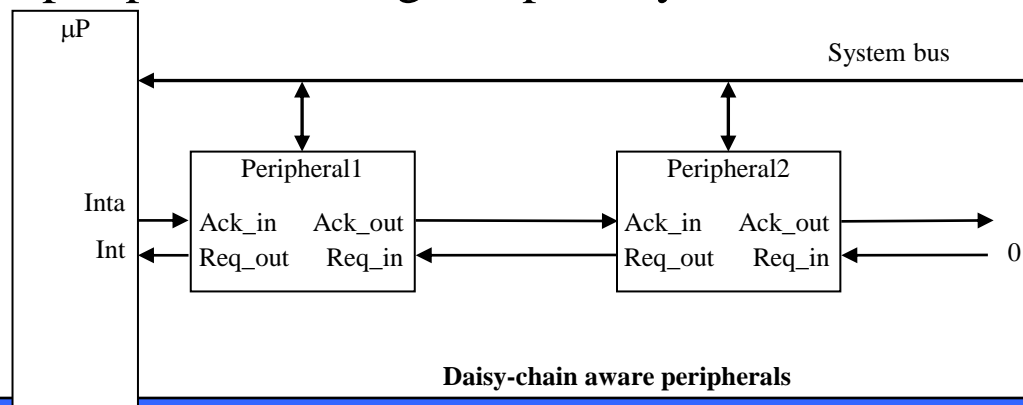 μP
System bus
Peripheral1
Peripheral2
Inta
Ack_in Ack_out
Ack_in Ack_out
Int
Req_out Req_in
Req_out Req_in
0
Daisy-chain aware peripherals